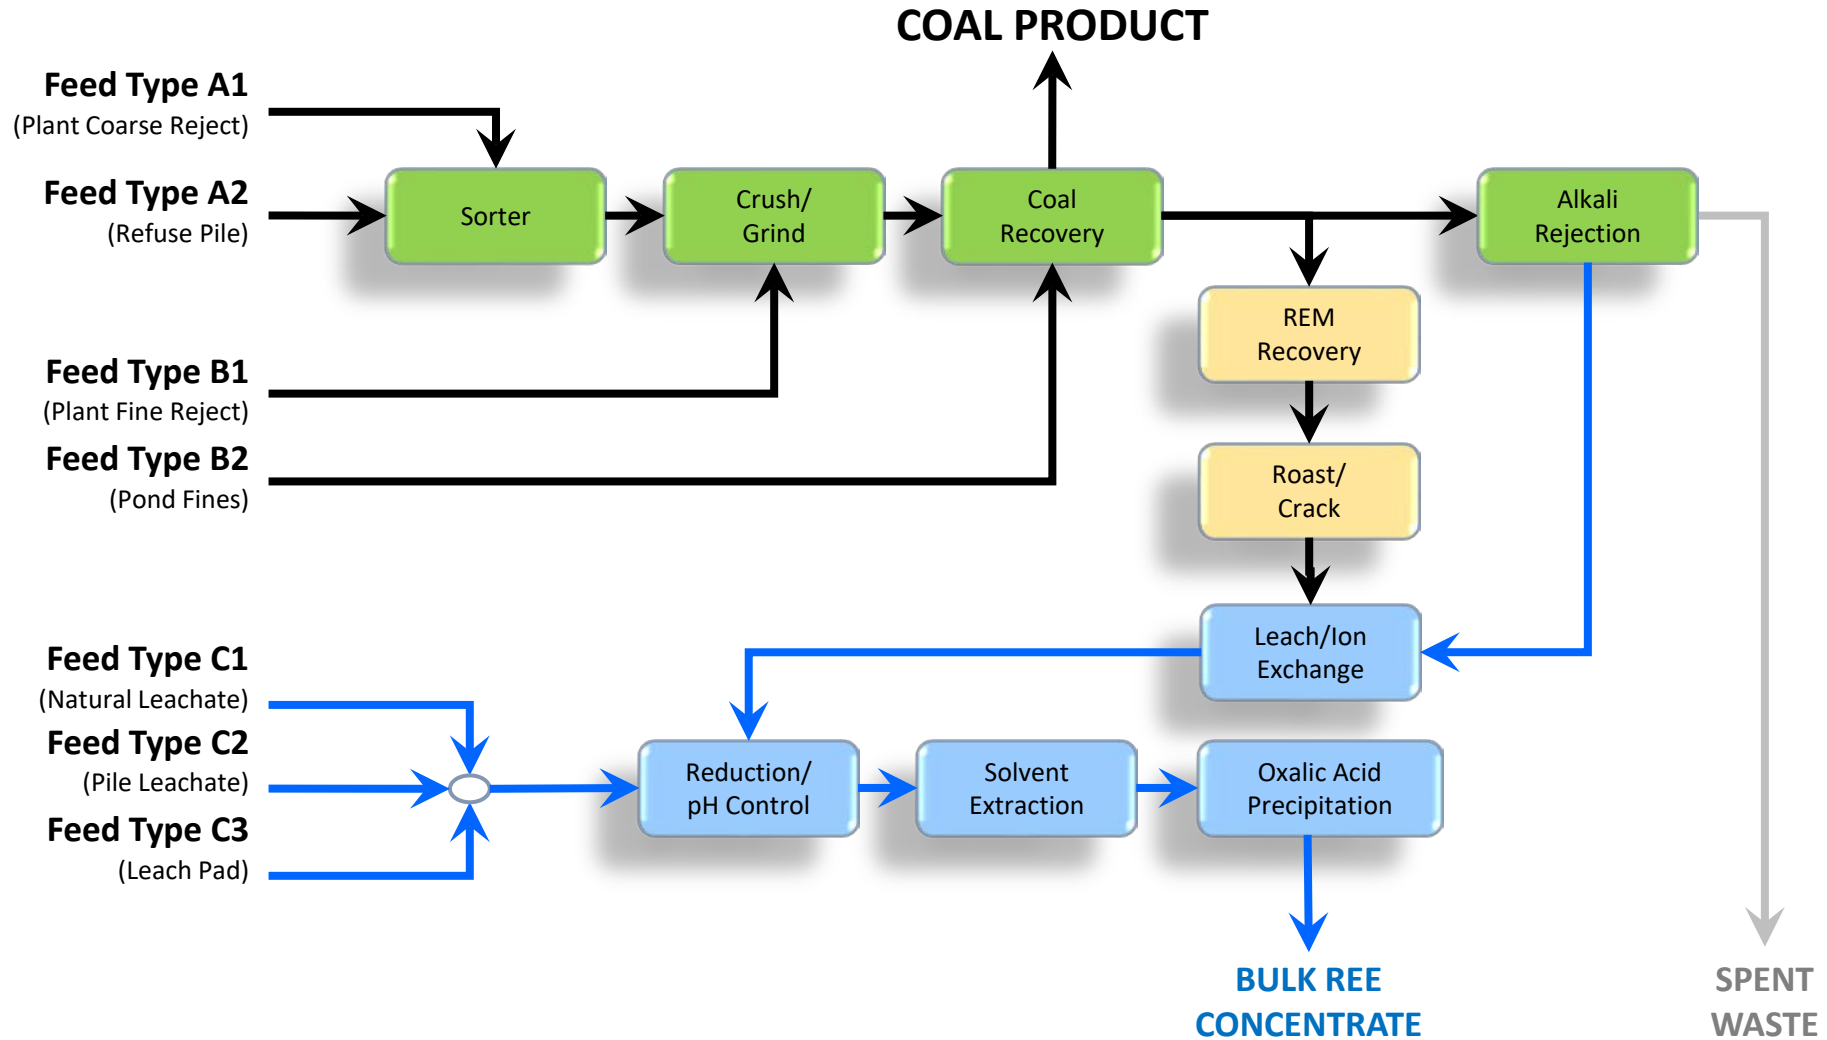 COAL PRODUCT
Feed Type A1
(Plant Coarse Reject)
Feed Type A2
(Refuse Pile)
Sorter
Crush/
Grind
Coal
Recovery
Alkali
Rejection
REM
Recovery
Feed Type B1
(Plant Fine Reject)
Feed Type B2
(Pond Fines)
Roast/
Crack
Leach/Ion
Exchange
Feed Type C1
(Natural Leachate)
Feed Type C2
(Pile Leachate)
Feed Type C3
(Leach Pad)
Reduction/
pH Control
Solvent
Extraction
Oxalic Acid
Precipitation
BULK REE
CONCENTRATE
SPENT
WASTE